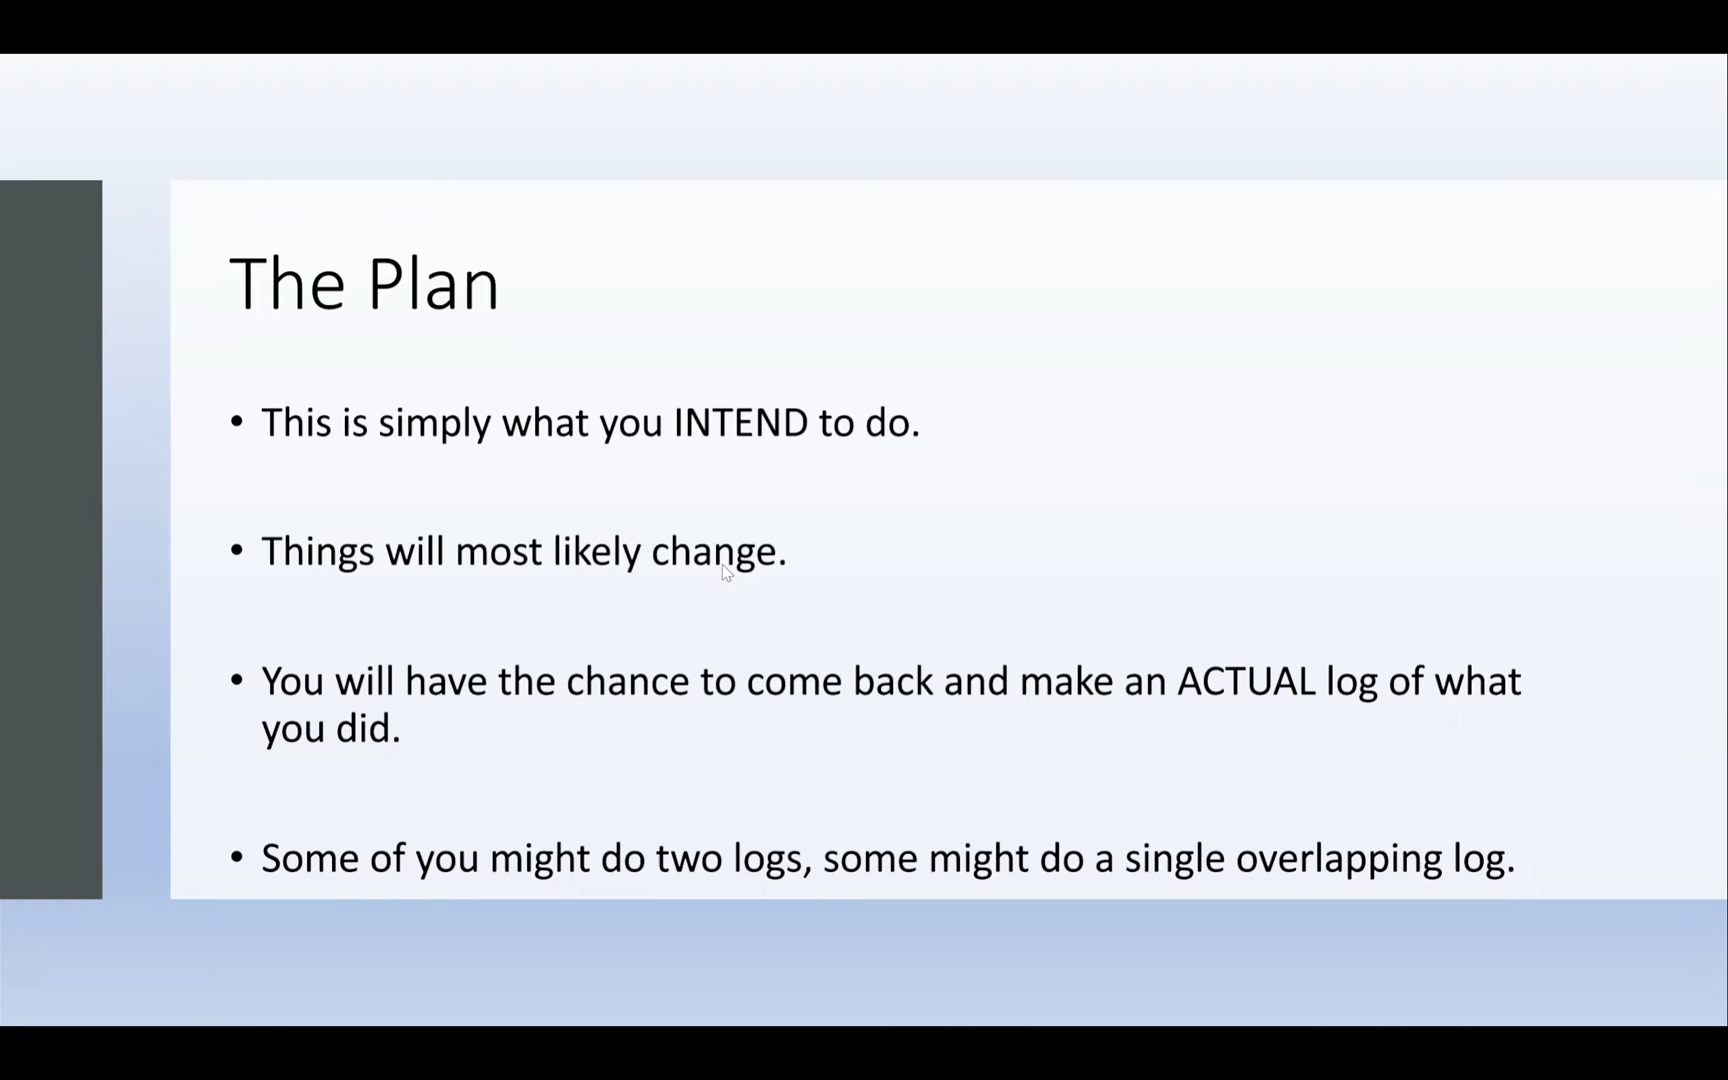 The Plan
• This is simply what you INTEND to do.
• Things will most likely change.
• You will have the chance to come back and make an ACTUAL log of what
you did.
• Some of you might do two logs, some might do a single overlapping log.